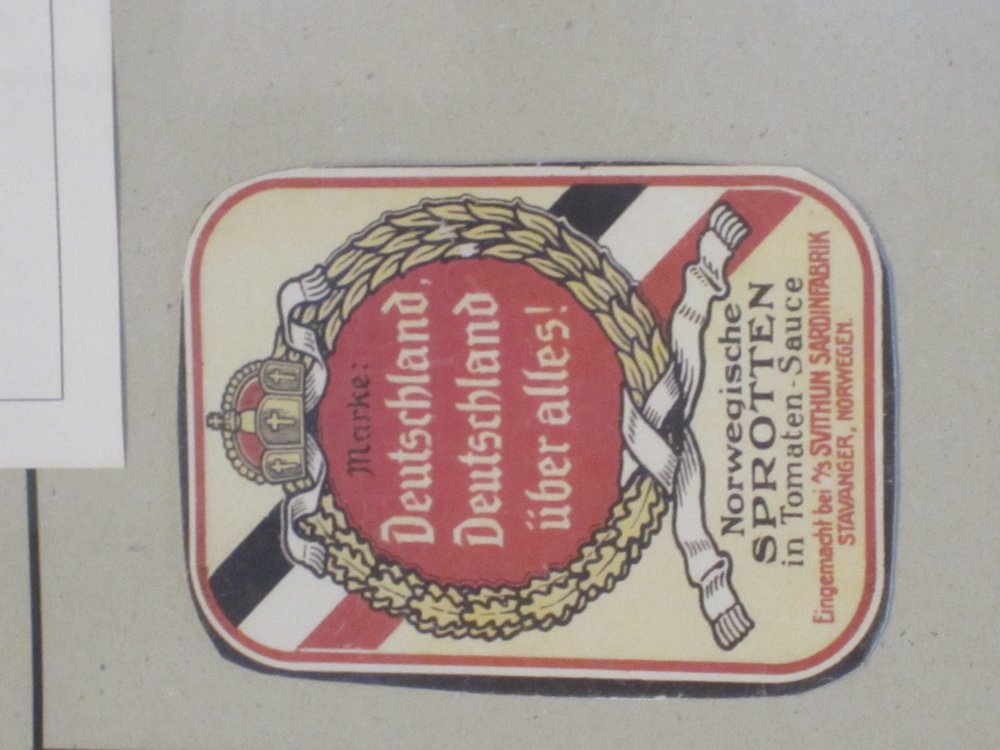 Marke:
Deutschland,
Deutschland
über alles!
Norwegische
SPROTTEN
in Tomaten-Sauce
Eingemacht bei A/S SVITHUN SARDINFABRIK
STAVANGER, NORWEGEN.